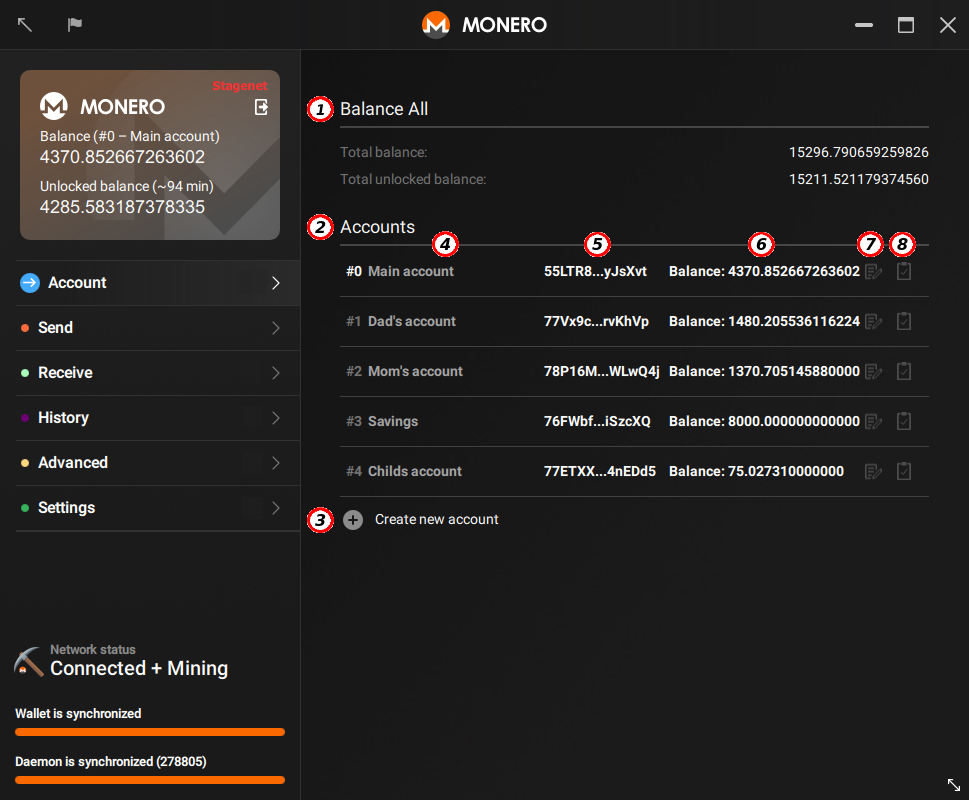 MONERO
Stagenet
MONERO
Balance (#0 – Main account)
4370.852667263602
Unlocked balance (~94 min)
4285.583187378335
Account
Send
Receive
History
Advanced
Settings
Network status
Connected + Mining
Wallet is synchronized
Daemon is synchronized (278805)
1 Balance All
Total balance: 15296.790659259826
Total unlocked balance: 15211.521179374560
2 Accounts
4 5 6 7 8
#0 Main account 55LTR8...yJsXvt Balance: 4370.852667263602
#1 Dad's account 77Vx9c...rvKhVp Balance: 1480.205536116224
#2 Mom's account 78P16M...WLwQ4j Balance: 1370.705145880000
#3 Savings 76FWbf...iSzcXQ Balance: 8000.000000000000
#4 Childs account 77ETXX...4nEDd5 Balance: 75.027310000000
3 Create new account